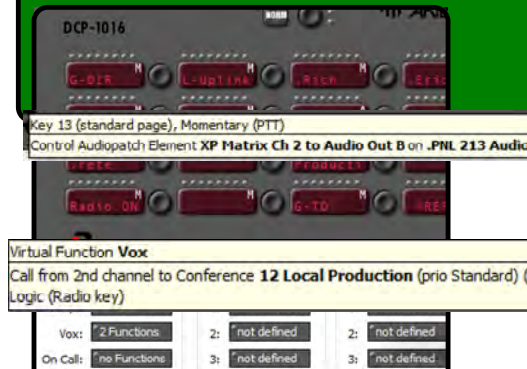 DCP-1016
NORM
G-DIR M L-Uplink M .Rich M .Eric
Key 13 (standard page), Momentary (PTT)
Control Audiopatch Element XP Matrix Ch 2 to Audio Out B on .PNL 213 Audio
.Pete Producti
Radio ON M M G-TD M
Virtual Function Vox
Call from 2nd channel to Conference 12 Local Production (prio Standard) (
Logic (Radio key)
Vox: 2 Functions 2: not defined 2: not defined
On Call: no Functions 3: not defined 3: not defined